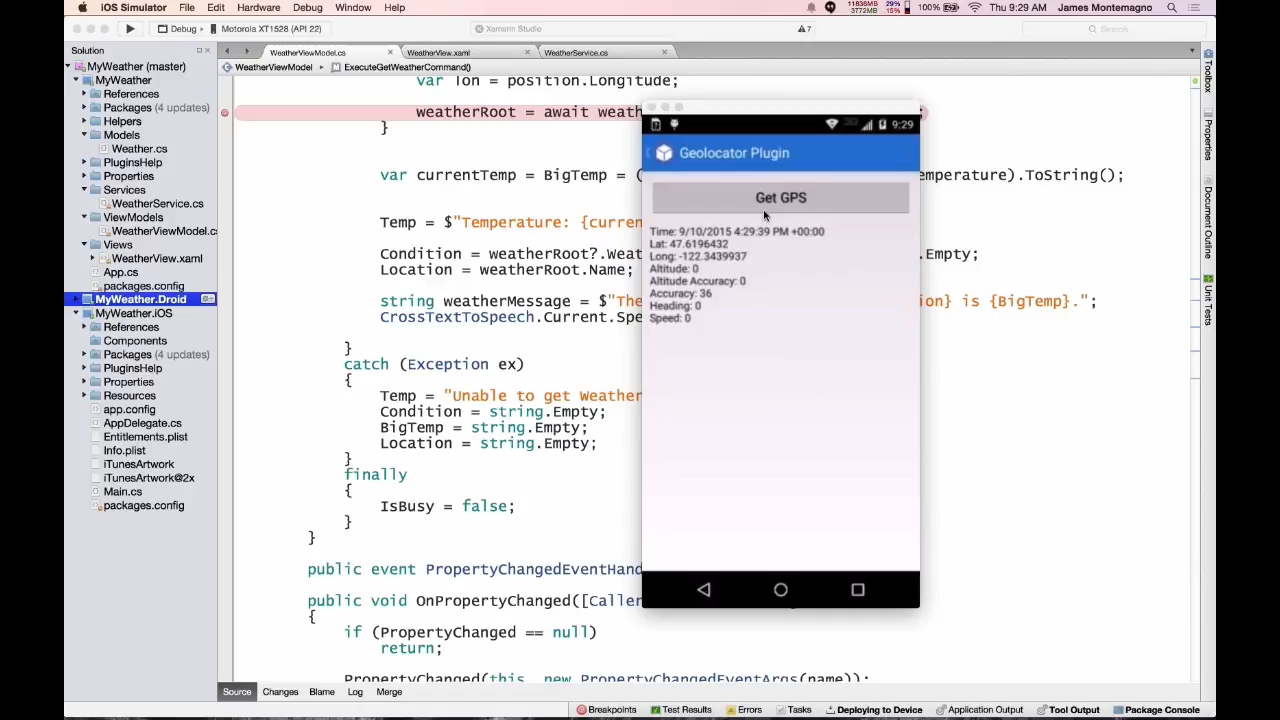 iOS Simulator File Edit Hardware Debug Window Help
11836MB 3772MB 29% 15% 100% Thu 9:29 AM James Montemagno
Debug Motorola XT1528 (API 22) Xamarin Studio 7 Search
Solution
WeatherViewModel.cs WeatherView.xaml WeatherService.cs
WeatherViewModel ExecuteGetWeatherCommand()
MyWeather (master)
MyWeather
References
Packages (4 updates)
Helpers
Models
Weather.cs
PluginsHelp
Properties
Services
WeatherService.cs
ViewModels
WeatherViewModel.cs
Views
WeatherView.xaml
App.cs
packages.config
MyWeather.Droid
MyWeather.iOS
References
Components
Packages (4 updates)
PluginsHelp
Properties
Resources
app.config
AppDelegate.cs
Entitlements.plist
Info.plist
iTunesArtwork
iTunesArtwork@2x
Main.cs
packages.config
var lon = position.Longitude;
weatherRoot = await weath
}
var currentTemp = BigTemp = ( emperature).ToString();
Temp = $"Temperature: {curren
Condition = weatherRoot?.Weat .Empty;
Location = weatherRoot.Name;
string weatherMessage = $"The ion} is {BigTemp}.";
CrossTextToSpeech.Current.Spe
}
catch (Exception ex)
{
Temp = "Unable to get Weather
Condition = string.Empty;
BigTemp = string.Empty;
Location = string.Empty;
}
finally
{
IsBusy = false;
}
}
public event PropertyChangedEventHand
public void OnPropertyChanged([Caller
{
if (PropertyChanged == null)
return;
PropertyChanged(this, new PropertyChangedEventArgs(name));
9:29
Geolocator Plugin
Get GPS
Time: 9/10/2015 4:29:39 PM +00:00
Lat: 47.6196432
Long: -122.3439937
Altitude: 0
Altitude Accuracy: 0
Accuracy: 36
Heading: 0
Speed: 0
Toolbox
Properties
Document Outline
Unit Tests
Source Changes Blame Log Merge
Breakpoints Test Results Errors Tasks Deploying to Device Application Output Tool Output Package Console